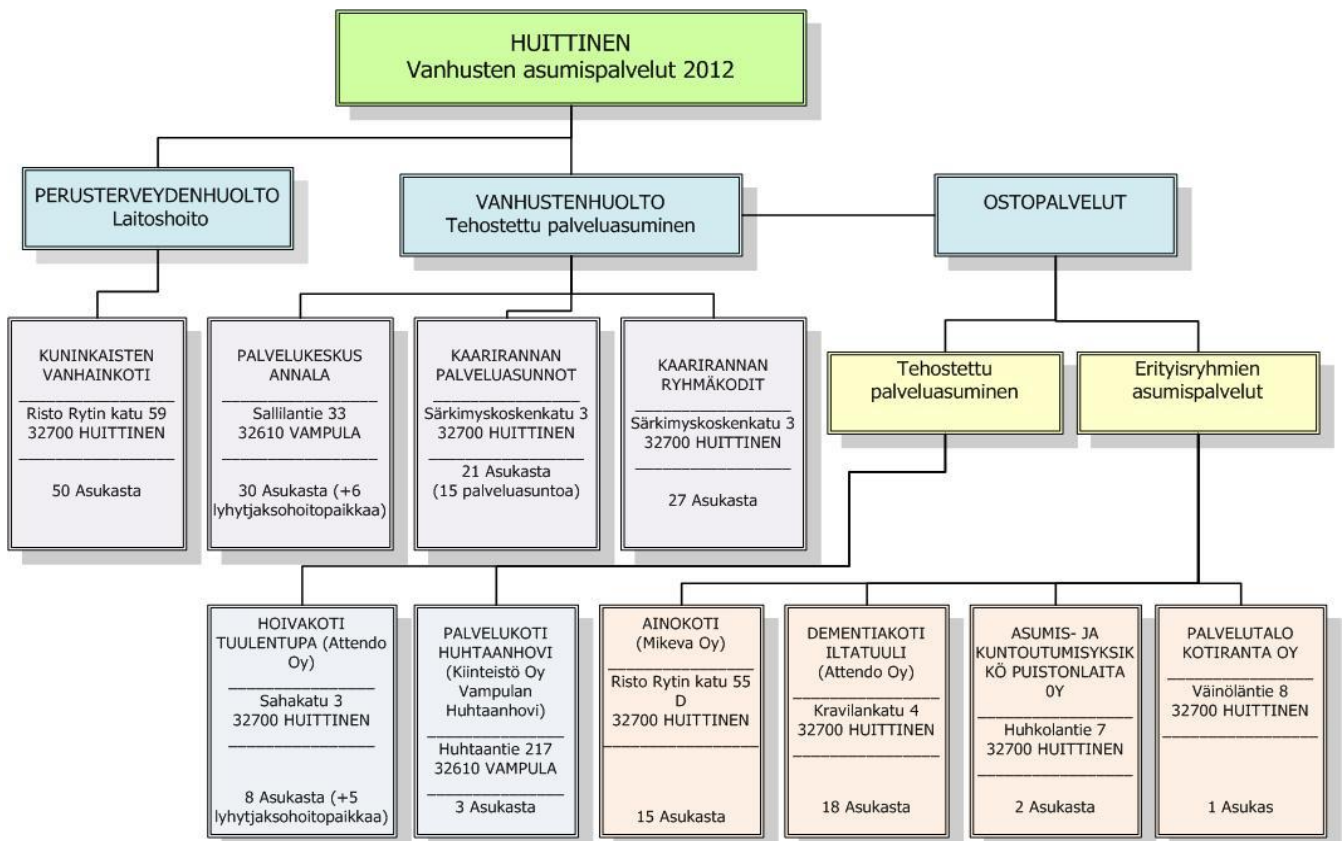 HUITTINEN
Vanhusten asumispalvelut 2012
PERUSTERVEYDENHUOLTO
Laitoshoito
VANHUSTENHUOLTO
Tehostettu palveluasuminen
OSTOPALVELUT
KUNINKAISTEN
VANHAINKOTI
Risto Rytin katu 59
32700 HUITTINEN
50 Asukasta
PALVELUKESKUS
ANNALA
Sallilantie 33
32610 VAMPULA
30 Asukasta (+6
lyhytjaksohoitopaikkaa)
KAARIRANNAN
PALVELUASUNNOT
Särkimyskoskenkatu 3
32700 HUITTINEN
21 Asukasta
(15 palveluasuntoa)
KAARIRANNAN
RYHMÄKODIT
Särkimyskoskenkatu 3
32700 HUITTINEN
27 Asukasta
Tehostettu
palveluasuminen
Erityisryhmien
asumispalvelut
HOIVAKOTI
TUULENTUPA (Attendo
Oy)
Sahakatu 3
32700 HUITTINEN
8 Asukasta (+5
lyhytjaksohoitopaikkaa)
PALVELUKOTI
HUHTAANHOVI
(Kiinteistö Oy
Vampulan
Huhtaanhovi)
Huhtaantie 217
32610 VAMPULA
3 Asukasta
AINOKOTI
(Mikeva Oy)
Risto Rytin katu 55
D
32700 HUITTINEN
15 Asukasta
DEMENTIAKOTI
ILTATUULI
(Attendo Oy)
Kravilankatu 4
32700 HUITTINEN
18 Asukasta
ASUMIS- JA
KUNTOUTUMISYKSIK
KÖ PUISTONLAITA
0Y
Huhkolantie 7
32700 HUITTINEN
2 Asukasta
PALVELUTALO
KOTIRANTA OY
Väinöläntie 8
32700 HUITTINEN
1 Asukas